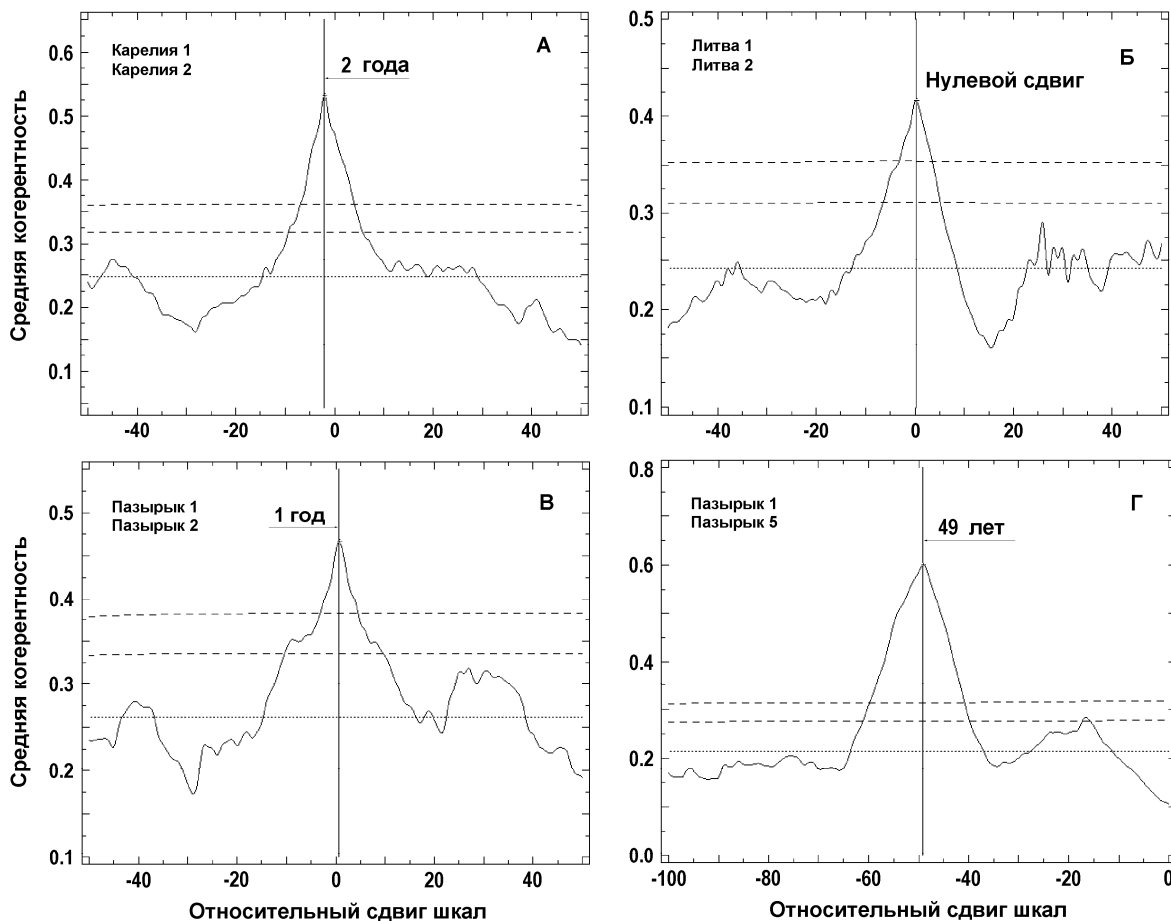 Карелия 1
Карелия 2
А
2 года
Средняя когерентность
0.6
0.5
0.4
0.3
0.2
0.1
-40 -20 0 20 40
Литва 1
Литва 2
Б
Нулевой сдвиг
0.5
0.4
0.3
0.2
0.1
-40 -20 0 20 40
Пазырык 1
Пазырык 2
В
1 год
Средняя когерентность
0.5
0.4
0.3
0.2
0.1
-40 -20 0 20 40
Относительный сдвиг шкал
Пазырык 1
Пазырык 5
Г
49 лет
0.8
0.6
0.4
0.2
0.0
-100 -80 -60 -40 -20 0
Относительный сдвиг шкал